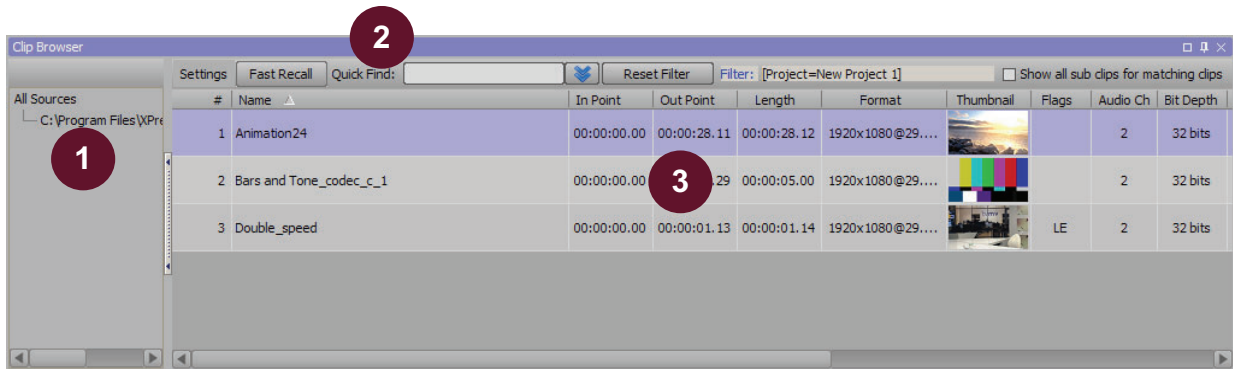 2
Clip Browser
Settings Fast Recall Quick Find: Reset Filter Filter: [Project=New Project 1] Show all sub clips for matching clips
All Sources
C:\Program Files\XPre
1
# Name In Point Out Point Length Format Thumbnail Flags Audio Ch Bit Depth
1 Animation24 00:00:00.00 00:00:28.11 00:00:28.12 1920x1080@29.... 2 32 bits
2 Bars and Tone_codec_c_1 00:00:00.00 3 .29 00:00:05.00 1920x1080@29.... 2 32 bits
3 Double_speed 00:00:00.00 00:00:01.13 00:00:01.14 1920x1080@29.... LE 2 32 bits